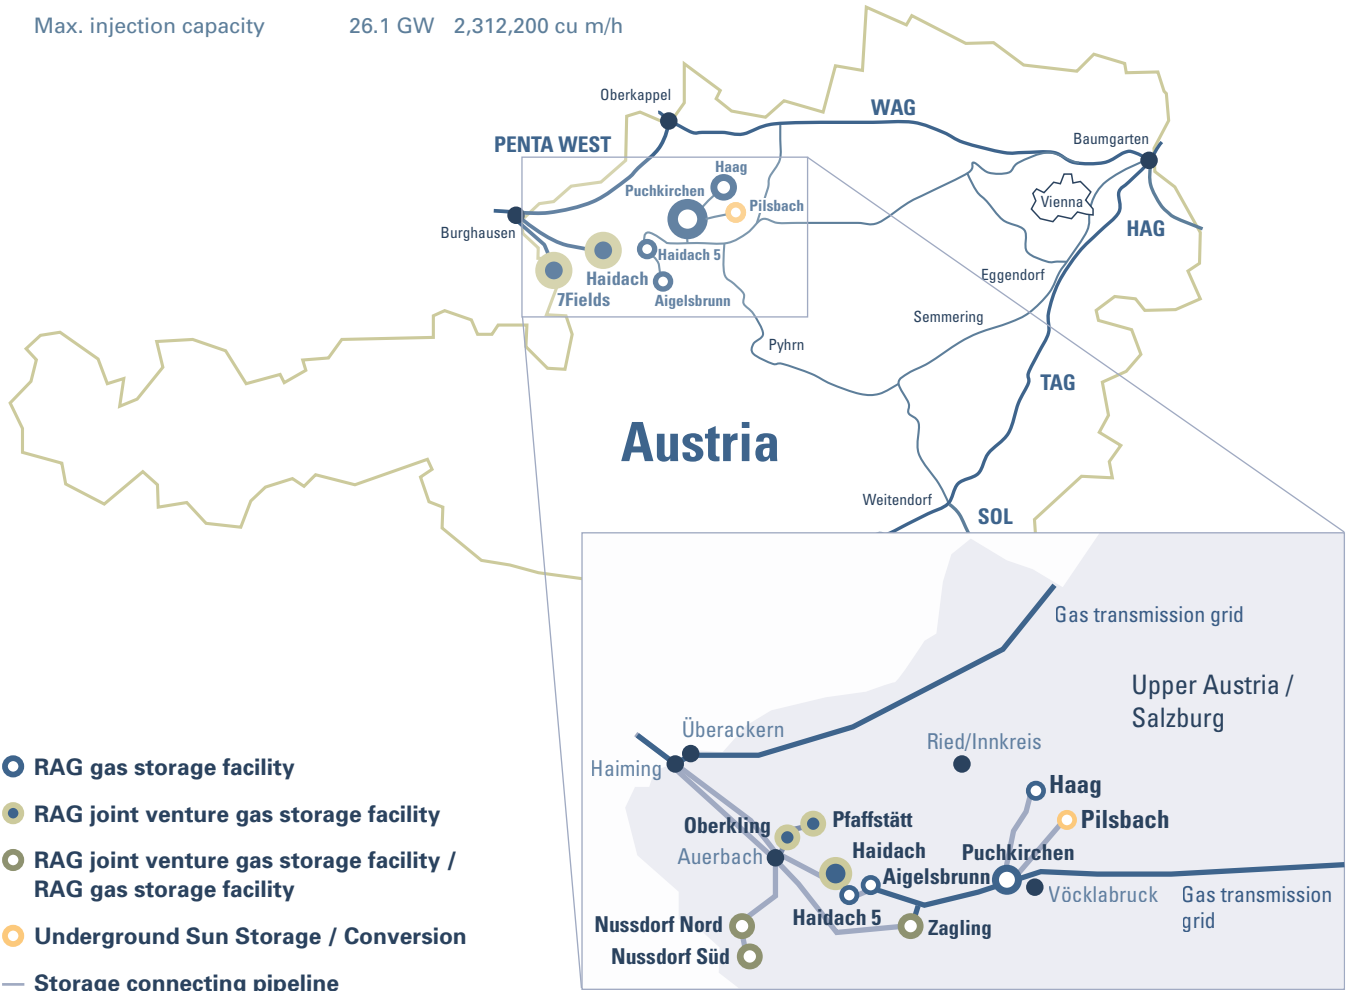 Max. injection capacity 26.1 GW 2,312,200 cu m/h
Oberkappel
WAG
PENTA WEST
Baumgarten
Haag
Puchkirchen
Pilsbach
Vienna
Burghausen
HAG
Haidach 5
Haidach
Eggendorf
7Fields
Aigelsbrunn
Semmering
Pyhrn
TAG
Austria
Weitendorf
SOL
Gas transmission grid
Upper Austria /
Salzburg
Überackern
Ried/Innkreis
Haiming
Haag
Pilsbach
Oberkling
Pfaffstätt
Auerbach
Haidach
Puchkirchen
Aigelsbrunn
Vöcklabruck
Gas transmission
grid
Haidach 5
Nussdorf Nord
Zagling
Nussdorf Süd
RAG gas storage facility
RAG joint venture gas storage facility
RAG joint venture gas storage facility /
RAG gas storage facility
Underground Sun Storage / Conversion
Storage connecting pipeline